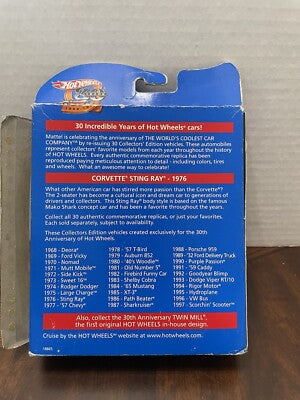 Hot Wheels
30 Incredible Years of Hot Wheels® cars!
Mattel is celebrating the anniversary of THE WORLD'S COOLEST CAR
COMPANY™ by re-issuing 30 Collectors' Edition vehicles. These automobiles
represent collectors' favorite models from each year throughout the history
of HOT WHEELS. Every authentic commemorative replica has been
reproduced paying meticulous attention to detail - including colors, tires
and wheels. What an awesome way to celebrate!
CORVETTE® STING RAY® - 1976
What other American car has stirred more passion than the Corvette®?
The 2-seater has become a cultural icon and dream car to generations of
drivers and collectors. This Sting Ray® body style is based on the famous
Mako Shark concept car and has been a favorite throughout the years.
Collect all 30 authentic commemorative replicas, or just your favorites.
Each sold separately, subject to availability.
These Collectors Edition vehicles created exclusively for the 30th
Anniversary of Hot Wheels.
1968 - Deora® 1978 - '57 T-Bird 1988 - Porsche 959
1969 - Ford Vicky 1979 - Auburn 852 1989 - '32 Ford Delivery Truck
1970 - Nomad 1980 - '40's Woodie™ 1990 - Purple Passion®
1971 - Mutt Mobile™ 1981 - Old Number 5™ 1991 - '59 Caddy
1972 - Side Kick™ 1982 - Firebird Funny Car 1992 - Goodyear Blimp
1973 - Sweet 16™ 1983 - Shelby Cobra 1993 - Dodge Viper RT/10
1974 - Rodger Dodger 1984 - '65 Mustang 1994 - Rigor Motor®
1975 - Large Charge™ 1985 - XT-3™ 1995 - Hydroplane
1976 - Sting Ray® 1986 - Path Beater™ 1996 - VW Bus
1977 - '57 Chevy® 1987 - Sharkruiser® 1997 - Scorchin' Scooter™
Also, collect the 30th Anniversary TWIN MILL®,
the first original HOT WHEELS in-house design.
Cruise by the HOT WHEELS™ website at www.hotwheels.com.